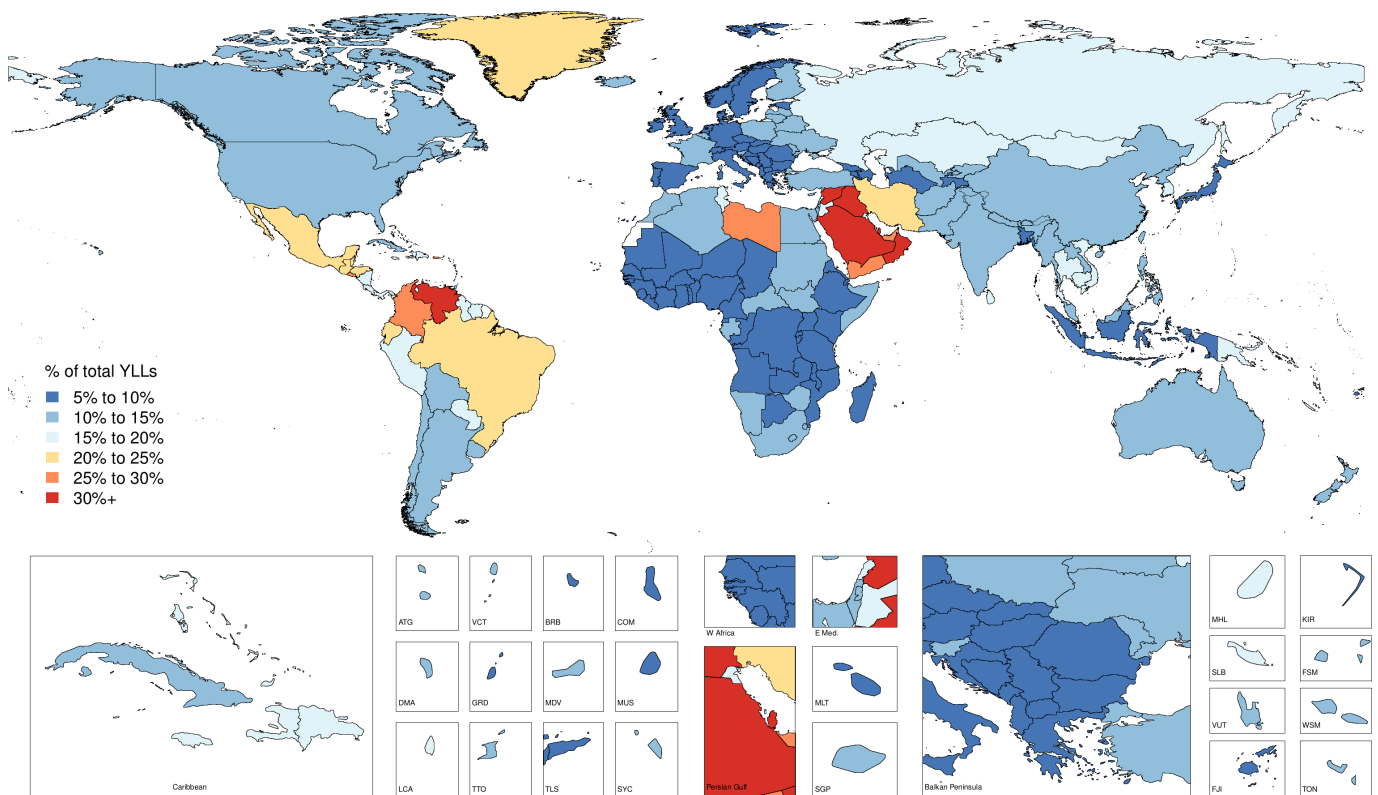 % of total YLLs
5% to 10%
10% to 15%
15% to 20%
20% to 25%
25% to 30%
30%+
Caribbean
ATG
VCT
BRB
COM
DMA
GRD
MDV
MUS
LCA
TTO
TLS
SYC
W Africa
E Med.
Persian Gulf
MLT
SGP
Balkan Peninsula
MHL
KIR
SLB
FSM
VUT
WSM
FJI
TON